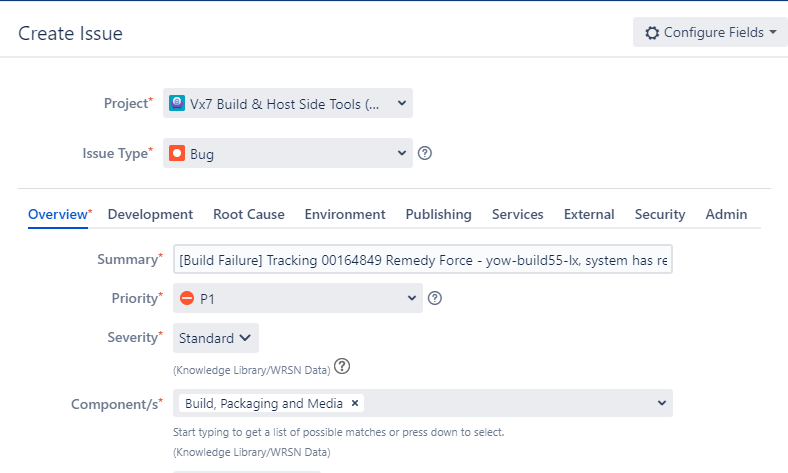 Create Issue
Configure Fields
Project*
Vx7 Build & Host Side Tools (...
Issue Type*
Bug
Overview* Development Root Cause Environment Publishing Services External Security Admin
Summary*
[Build Failure] Tracking 00164849 Remedy Force - yow-build55-lx, system has re
Priority*
P1
Severity*
Standard
(Knowledge Library/WRSN Data)
Component/s*
Build, Packaging and Media ×
Start typing to get a list of possible matches or press down to select.
(Knowledge Library/WRSN Data)